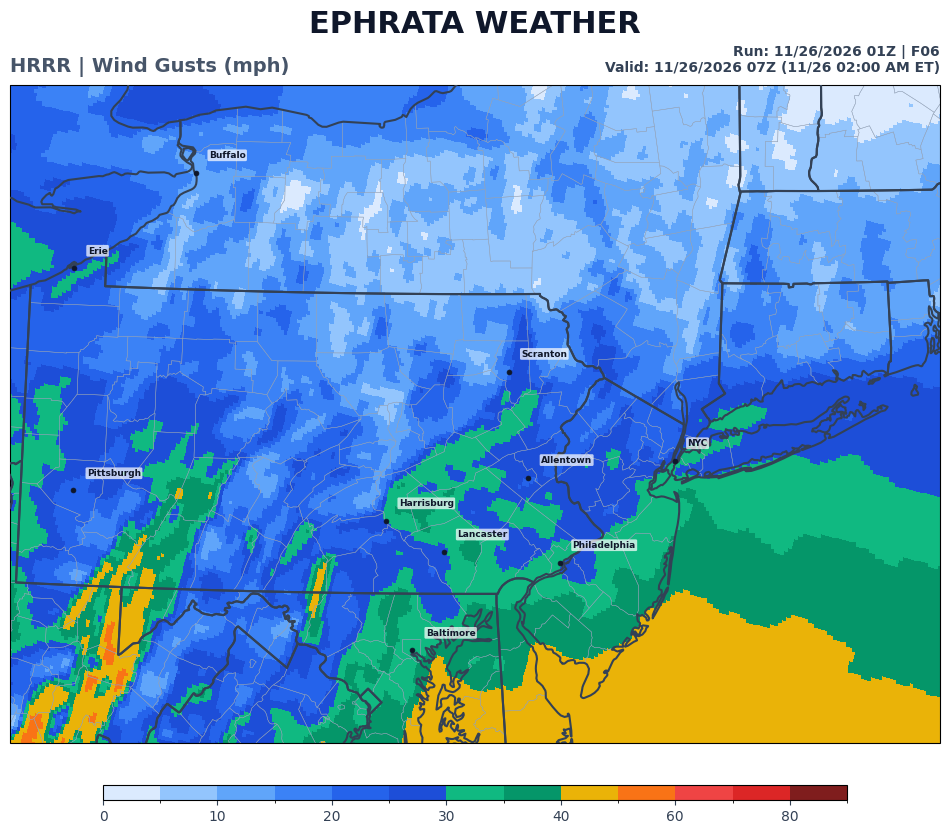 EPHRATA WEATHER
HRRR | Wind Gusts (mph)
Run: 11/26/2026 01Z | F06
Valid: 11/26/2026 07Z (11/26 02:00 AM ET)
Buffalo
Erie
Scranton
NYC
Allentown
Pittsburgh
Harrisburg
Lancaster
Philadelphia
Baltimore
0 10 20 30 40 50 60 70 80